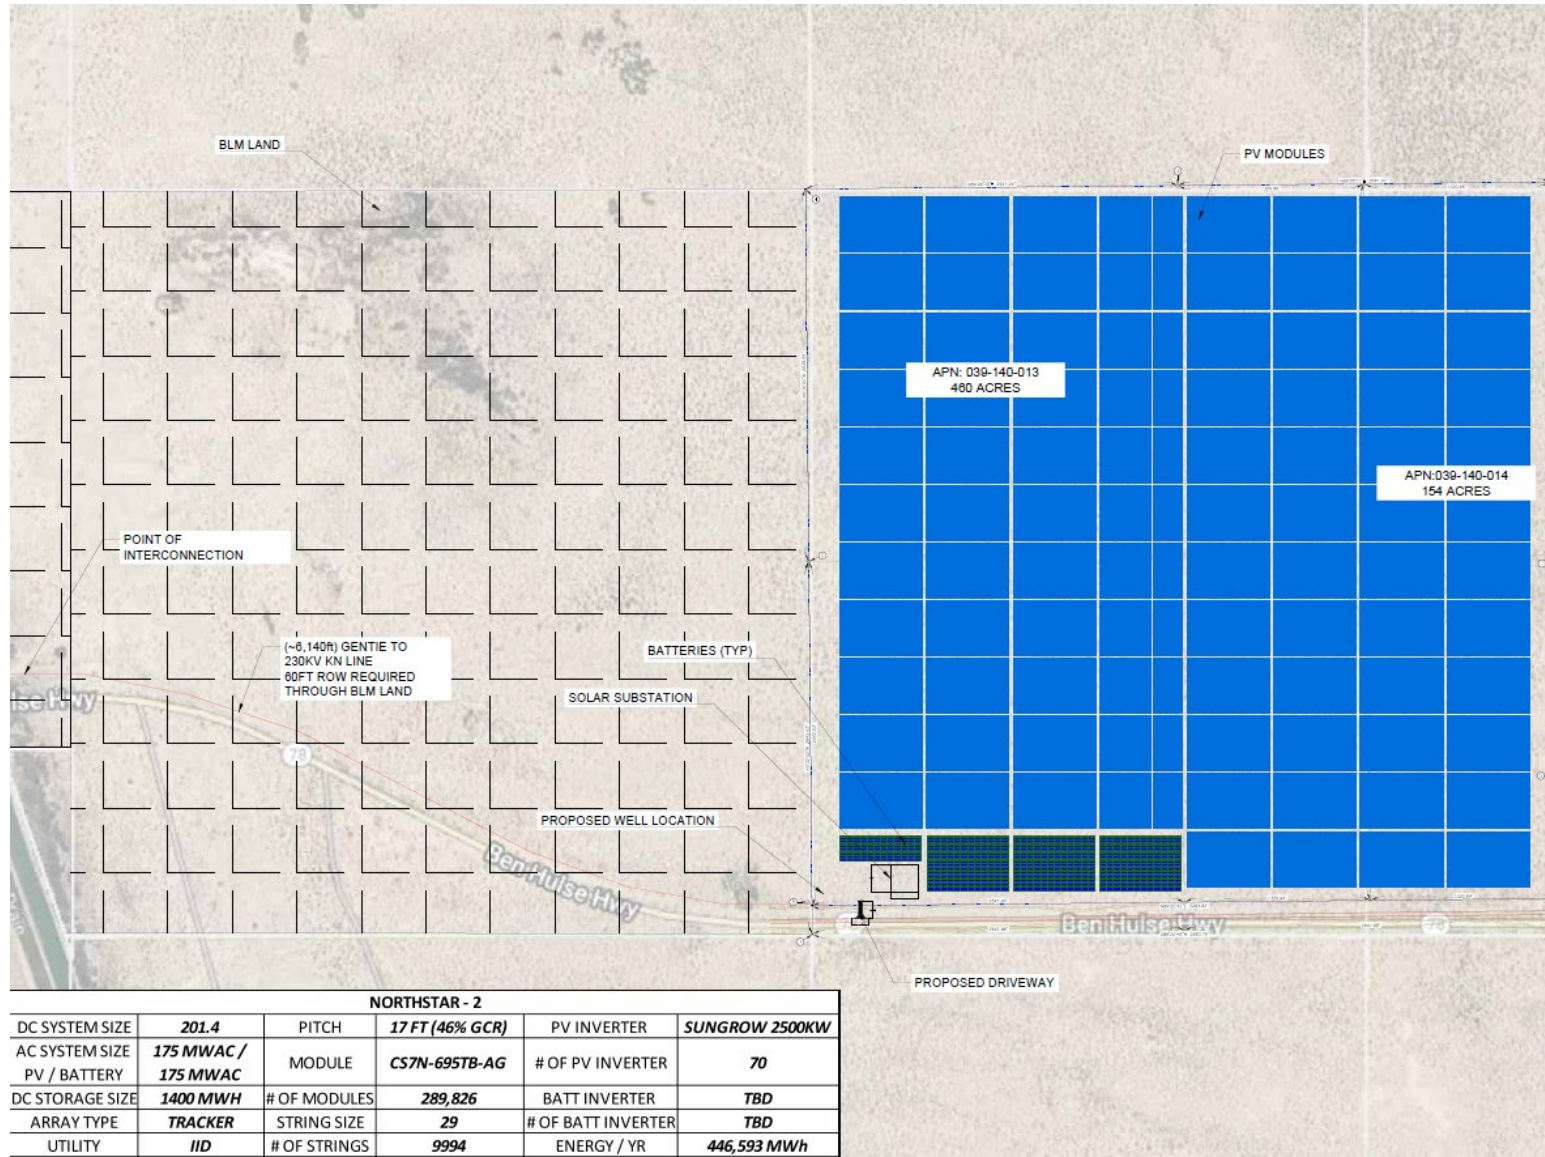 BLM LAND
PV MODULES
APN: 039-140-013
460 ACRES
APN:039-140-014
154 ACRES
POINT OF
INTERCONNECTION
(~6,140ft) GENTIE TO
230KV KN LINE
60FT ROW REQUIRED
THROUGH BLM LAND
BATTERIES (TYP)
SOLAR SUBSTATION
PROPOSED WELL LOCATION
78
Ben Hulse Hwy
Ben Hulse Hwy
78
PROPOSED DRIVEWAY
NORTHSTAR - 2
DC SYSTEM SIZE 201.4 PITCH 17 FT (46% GCR) PV INVERTER SUNGROW 2500KW
AC SYSTEM SIZE
PV / BATTERY
175 MWAC /
175 MWAC
MODULE CS7N-695TB-AG # OF PV INVERTER 70
DC STORAGE SIZE 1400 MWH # OF MODULES 289,826 BATT INVERTER TBD
ARRAY TYPE TRACKER STRING SIZE 29 # OF BATT INVERTER TBD
UTILITY IID # OF STRINGS 9994 ENERGY / YR 446,593 MWh